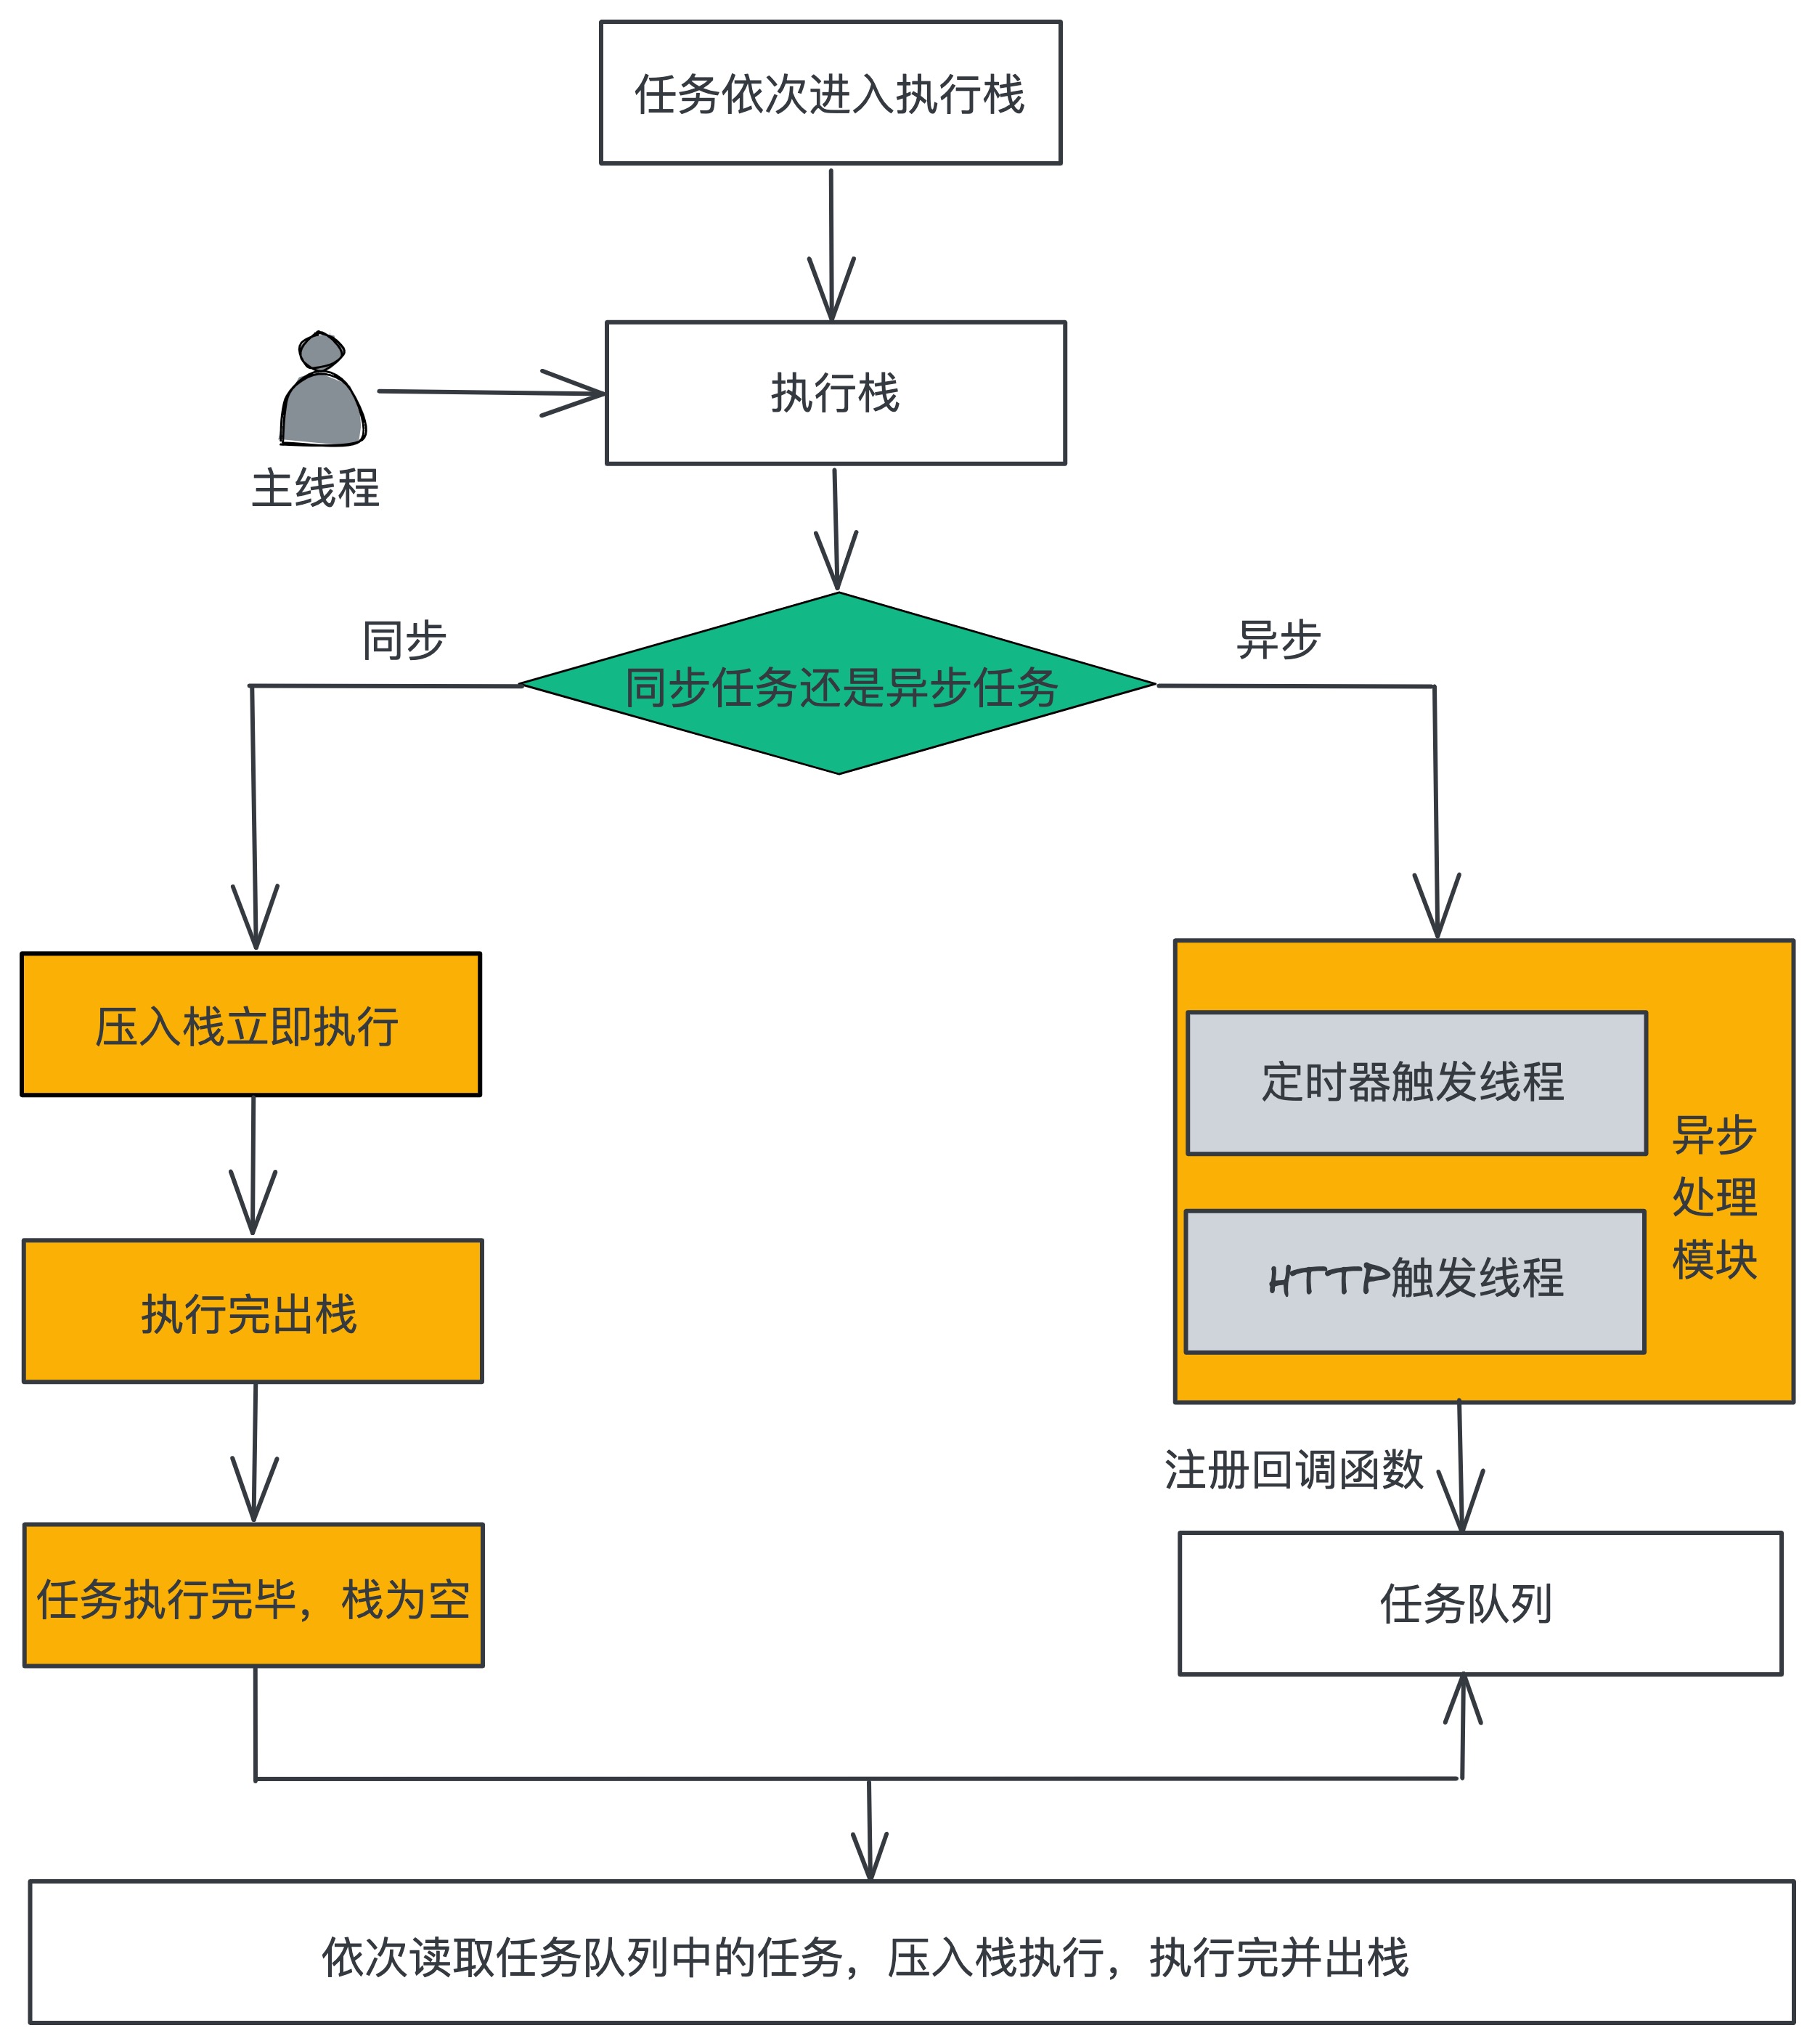 任务依次进入执行栈
执行栈
主线程
同步
异步
同步任务还是异步任务
压入栈立即执行
定时器触发线程
异步
处理
模块
HTTP触发线程
执行完出栈
注册回调函数
任务执行完毕，栈为空
任务队列
依次读取任务队列中的任务，压入栈执行，执行完并出栈